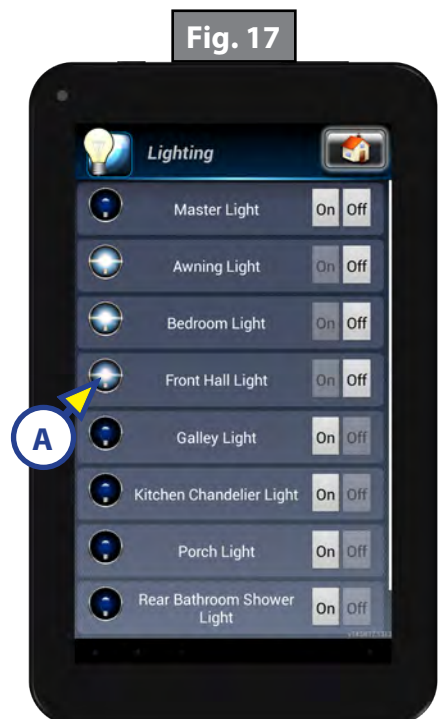 Fig. 17
Lighting
Master Light On Off
Awning Light On Off
Bedroom Light On Off
Front Hall Light On Off
A
Galley Light On Off
Kitchen Chandelier Light On Off
Porch Light On Off
Rear Bathroom Shower
Light On Off